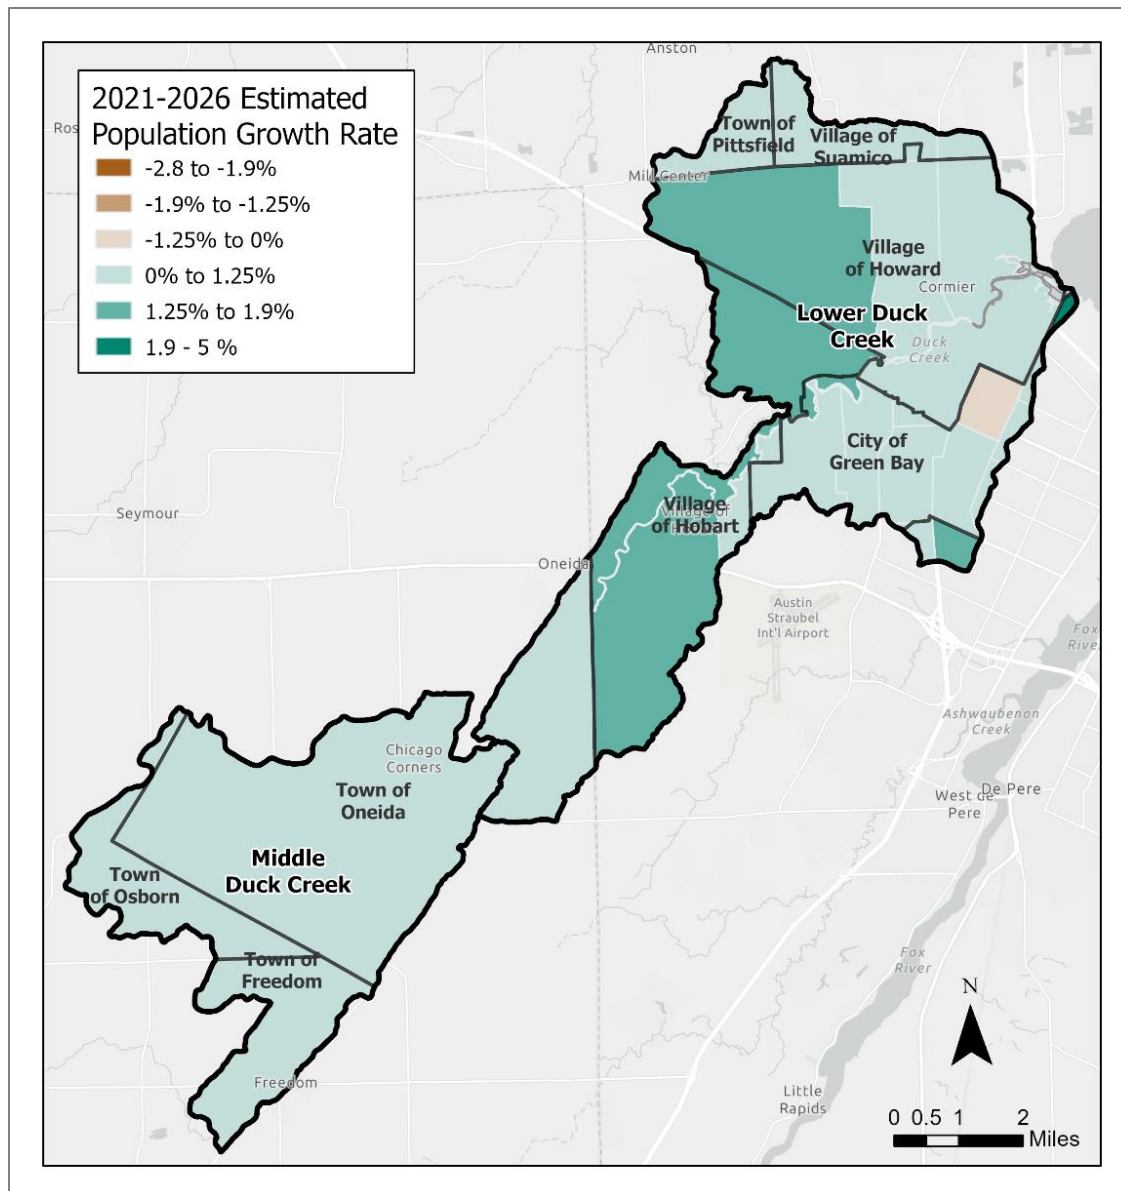 Anston
2021-2026 Estimated
Population Growth Rate
-2.8 to -1.9%
-1.9% to -1.25%
-1.25% to 0%
0% to 1.25%
1.25% to 1.9%
1.9 - 5 %
Ros
Town of
Pittsfield
Village of
Suamico
Mill Center
Village
of Howard
Cormier
Lower Duck
Creek
Duck
Creek
City of
Green Bay
Seymour
Village
of Hobart
Village of
Oneida
Austin
Straubel
Int'l Airport
Fox
River
Ashwaubenon
Creek
Chicago
Corners
Town of
Oneida
West de
Pere
De Pere
Middle
Duck Creek
Town
of Osborn
Town of
Freedom
Fox
River
N
Freedom
Little
Rapids
0 0.5 1 2
Miles